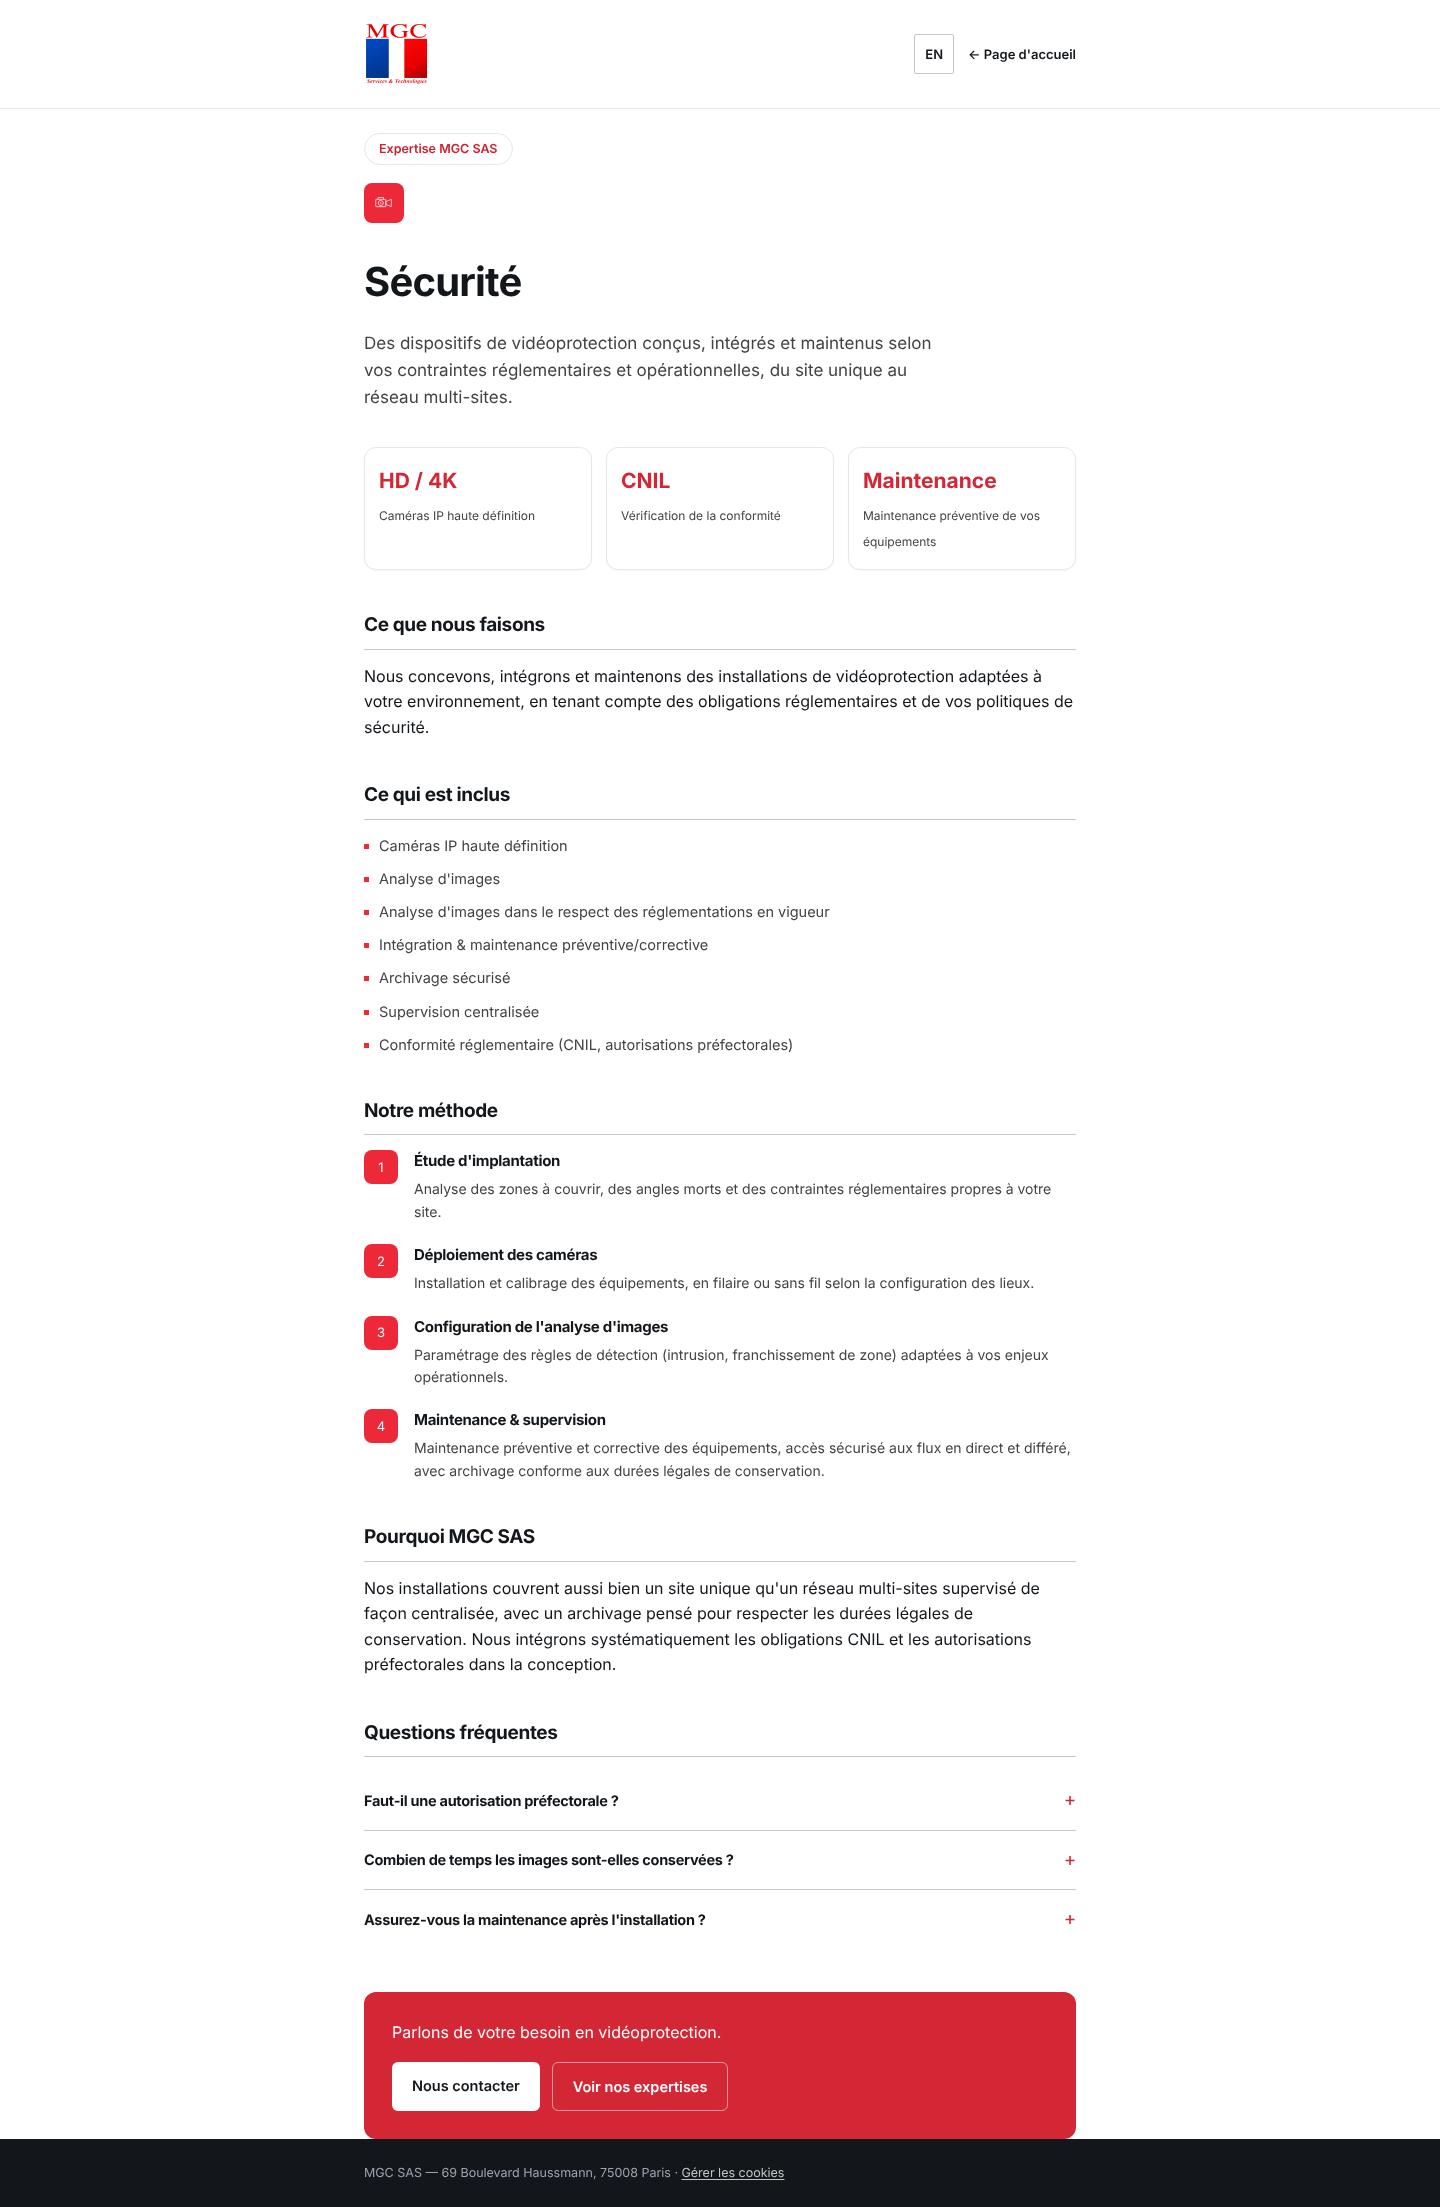 MGC
Services & Technologies
EN
← Page d'accueil
Expertise MGC SAS
Sécurité
Des dispositifs de vidéoprotection conçus, intégrés et maintenus selon
vos contraintes réglementaires et opérationnelles, du site unique au
réseau multi-sites.
HD / 4K
Caméras IP haute définition
CNIL
Vérification de la conformité
Maintenance
Maintenance préventive de vos
équipements
Ce que nous faisons
Nous concevons, intégrons et maintenons des installations de vidéoprotection adaptées à
votre environnement, en tenant compte des obligations réglementaires et de vos politiques de
sécurité.
Ce qui est inclus
Caméras IP haute définition
Analyse d'images
Analyse d'images dans le respect des réglementations en vigueur
Intégration & maintenance préventive/corrective
Archivage sécurisé
Supervision centralisée
Conformité réglementaire (CNIL, autorisations préfectorales)
Notre méthode
1
Étude d'implantation
Analyse des zones à couvrir, des angles morts et des contraintes réglementaires propres à votre
site.
2
Déploiement des caméras
Installation et calibrage des équipements, en filaire ou sans fil selon la configuration des lieux.
3
Configuration de l'analyse d'images
Paramétrage des règles de détection (intrusion, franchissement de zone) adaptées à vos enjeux
opérationnels.
4
Maintenance & supervision
Maintenance préventive et corrective des équipements, accès sécurisé aux flux en direct et différé,
avec archivage conforme aux durées légales de conservation.
Pourquoi MGC SAS
Nos installations couvrent aussi bien un site unique qu'un réseau multi-sites supervisé de
façon centralisée, avec un archivage pensé pour respecter les durées légales de
conservation. Nous intégrons systématiquement les obligations CNIL et les autorisations
préfectorales dans la conception.
Questions fréquentes
Faut-il une autorisation préfectorale ?
+
Combien de temps les images sont-elles conservées ?
+
Assurez-vous la maintenance après l'installation ?
+
Parlons de votre besoin en vidéoprotection.
Nous contacter
Voir nos expertises
MGC SAS — 69 Boulevard Haussmann, 75008 Paris · Gérer les cookies